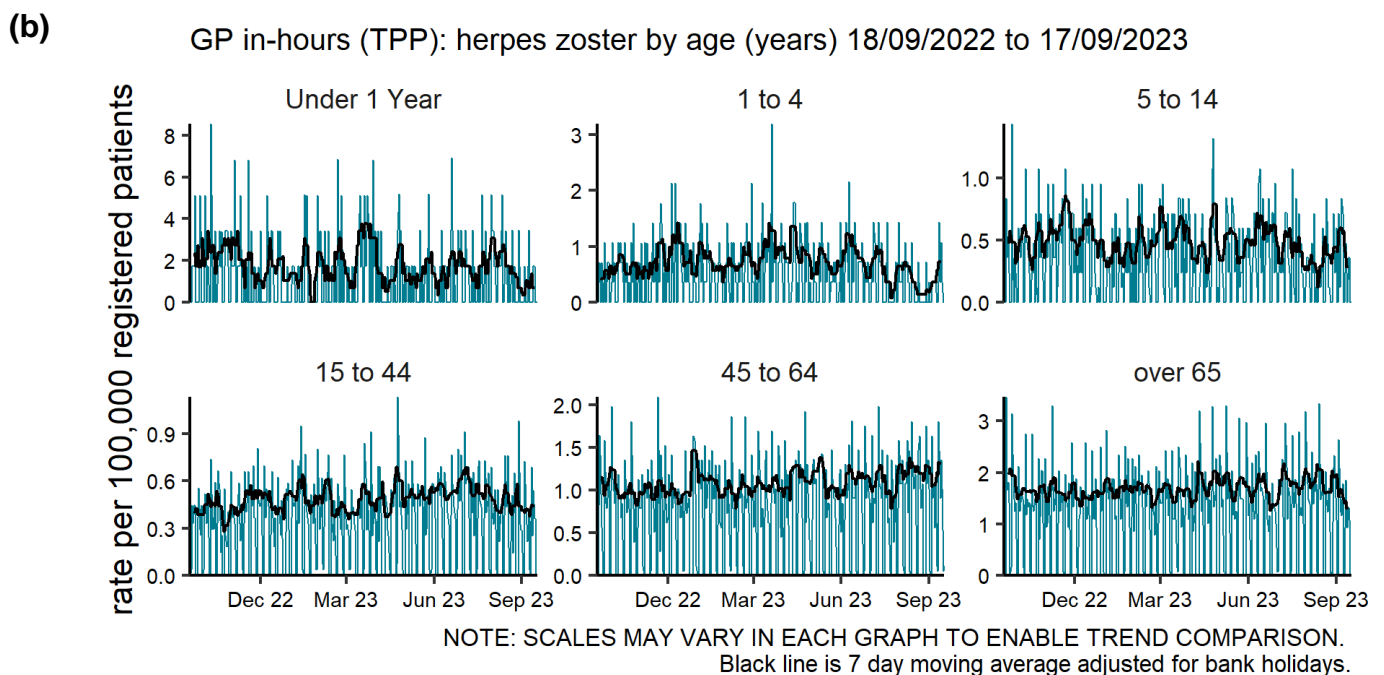 (b)
GP in-hours (TPP): herpes zoster by age (years) 18/09/2022 to 17/09/2023
rate per 100,000 registered patients
Under 1 Year
8
6
4
2
0
1 to 4
3
2
1
0
5 to 14
1.0
0.5
0.0
15 to 44
0.9
0.6
0.3
0.0
Dec 22 Mar 23 Jun 23 Sep 23
45 to 64
2.0
1.5
1.0
0.5
0.0
Dec 22 Mar 23 Jun 23 Sep 23
over 65
3
2
1
0
Dec 22 Mar 23 Jun 23 Sep 23
NOTE: SCALES MAY VARY IN EACH GRAPH TO ENABLE TREND COMPARISON.
Black line is 7 day moving average adjusted for bank holidays.